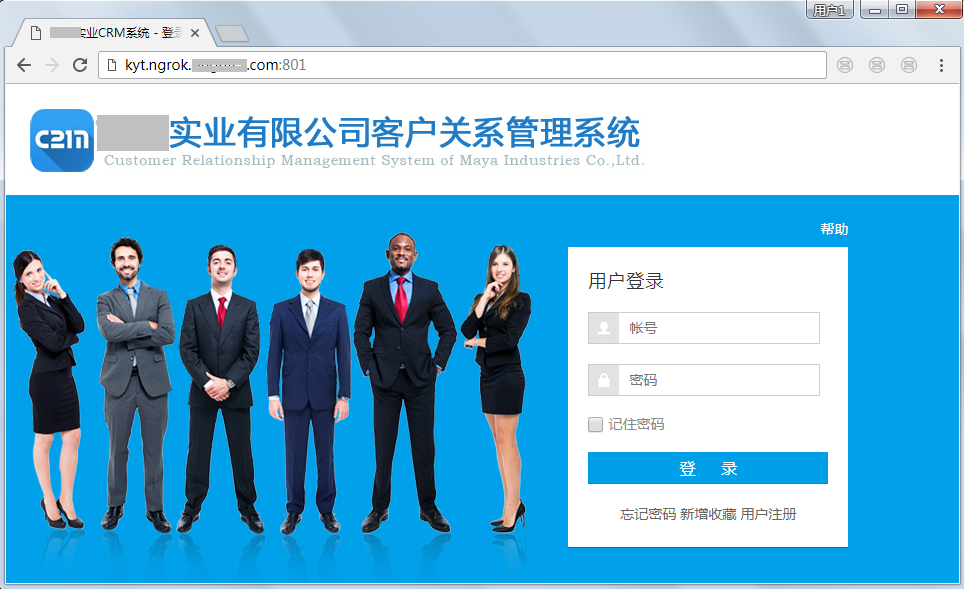 用户1
实业CRM系统 - 登录
kyt.ngrok. .com:801
C2M
实业有限公司客户关系管理系统
Customer Relationship Management System of Maya Industries Co.,Ltd.
帮助
用户登录
帐号
密码
记住密码
登 录
忘记密码 新增收藏 用户注册